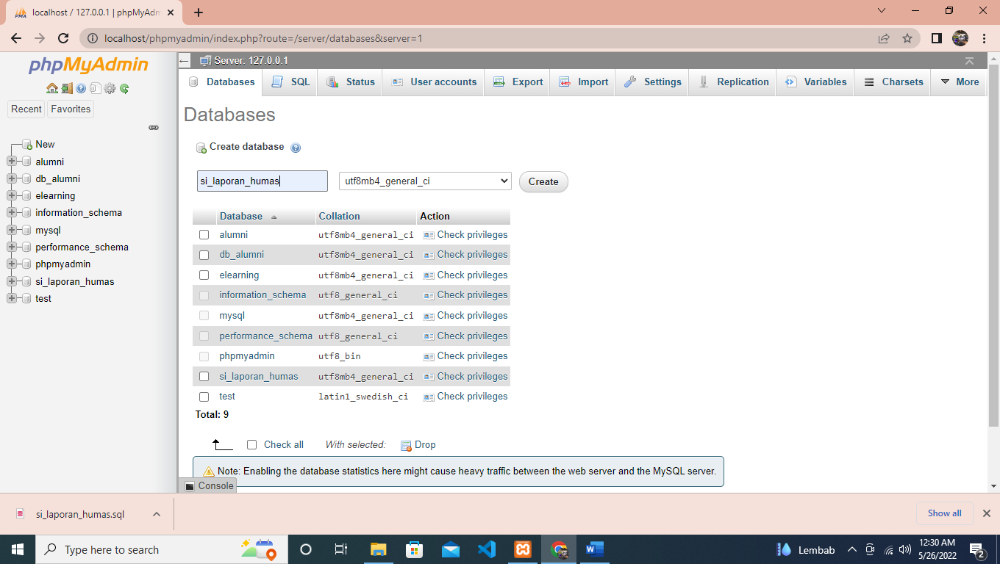 localhost / 127.0.0.1 | phpMyAdm
localhost/phpmyadmin/index.php?route=/server/databases&server=1
phpMyAdmin
Recent Favorites
New
alumni
db_alumni
elearning
information_schema
mysql
performance_schema
phpmyadmin
si_laporan_humas
test
Server: 127.0.0.1
Databases SQL Status User accounts Export Import Settings Replication Variables Charsets More
Databases
Create database
si_laporan_humas utf8mb4_general_ci Create
Database Collation Action
alumni utf8mb4_general_ci Check privileges
db_alumni utf8mb4_general_ci Check privileges
elearning utf8mb4_general_ci Check privileges
information_schema utf8_general_ci Check privileges
mysql utf8mb4_general_ci Check privileges
performance_schema utf8_general_ci Check privileges
phpmyadmin utf8_bin Check privileges
si_laporan_humas utf8mb4_general_ci Check privileges
test latin1_swedish_ci Check privileges
Total: 9
Check all With selected: Drop
Note: Enabling the database statistics here might cause heavy traffic between the web server and the MySQL server.
Console
si_laporan_humas.sql Show all
Type here to search
Lembab
12:30 AM
5/26/2022
2